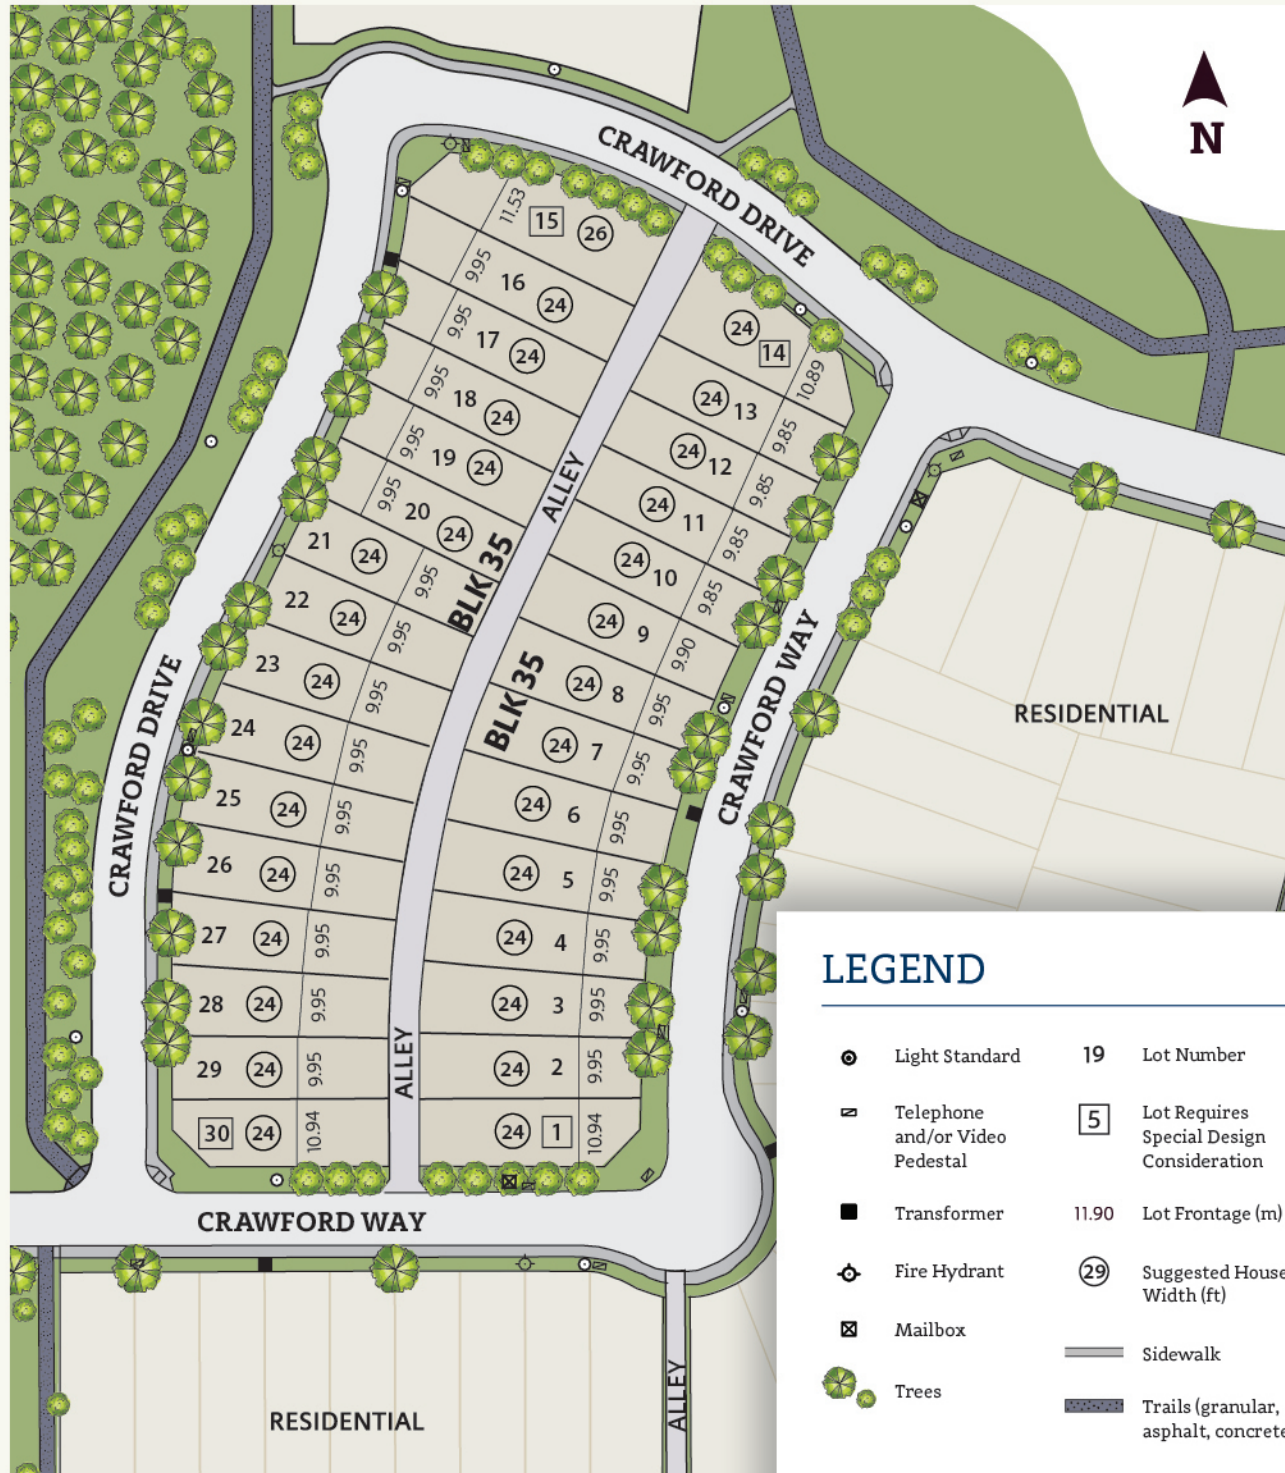 N
CRAWFORD DRIVE
11.53
15
26
9.95
16
24
9.95
17
24
9.95
18
24
9.95
19
24
9.95
20
24
21
24
9.95
22
24
9.95
23
24
9.95
24
24
9.95
25
24
9.95
26
24
9.95
27
24
9.95
28
24
9.95
29
24
9.95
30
24
10.94
CRAWFORD DRIVE
ALLEY
BLK 35
BLK 35
ALLEY
24
14
10.89
24
13
9.85
24
12
9.85
24
11
9.85
24
10
9.85
24
9
9.90
24
8
9.95
24
7
9.95
24
6
9.95
24
5
9.95
24
4
9.95
24
3
9.95
24
2
9.95
24
1
10.94
CRAWFORD WAY
RESIDENTIAL
CRAWFORD WAY
RESIDENTIAL
ALLEY
LEGEND
Light Standard
Telephone
and/or Video
Pedestal
Transformer
Fire Hydrant
Mailbox
Trees
19 Lot Number
5 Lot Requires
Special Design
Consideration
11.90 Lot Frontage (m)
29 Suggested House
Width (ft)
Sidewalk
Trails (granular,
asphalt, concrete